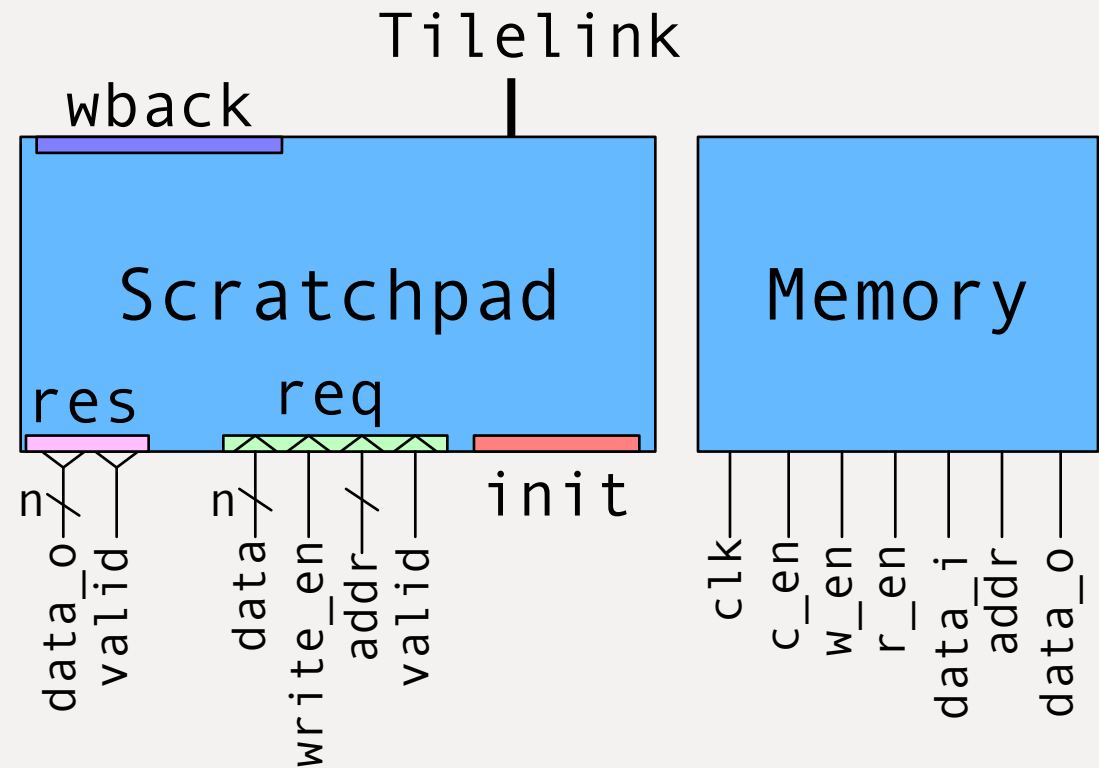 Tilelink
wback
Scratchpad
Memory
res
req
init
n
n
data_o
valid
data
write_en
addr
valid
clk
c_en
w_en
r_en
data_i
addr
data_o